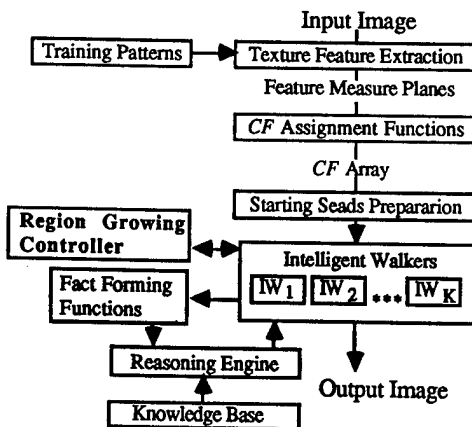 Input Image
Training Patterns
Texture Feature Extraction
Feature Measure Planes
CF Assignment Functions
CF Array
Starting Seads Prepararion
Region Growing
Controller
Intelligent Walkers
IW1 IW2 *** IWK
Fact Forming
Functions
Reasoning Engine
Output Image
Knowledge Base